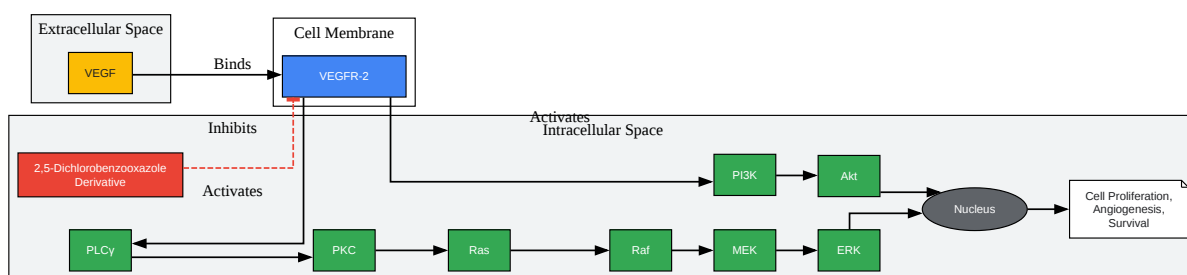 Extracellular Space
Cell Membrane
VEGF
Binds
VEGFR-2
Activates
Inhibits
Intracellular Space
2,5-Dichlorobenzooxazole
Derivative
Activates
PI3K
Akt
Nucleus
Cell Proliferation,
Angiogenesis,
Survival
PLCγ
PKC
Ras
Raf
MEK
ERK